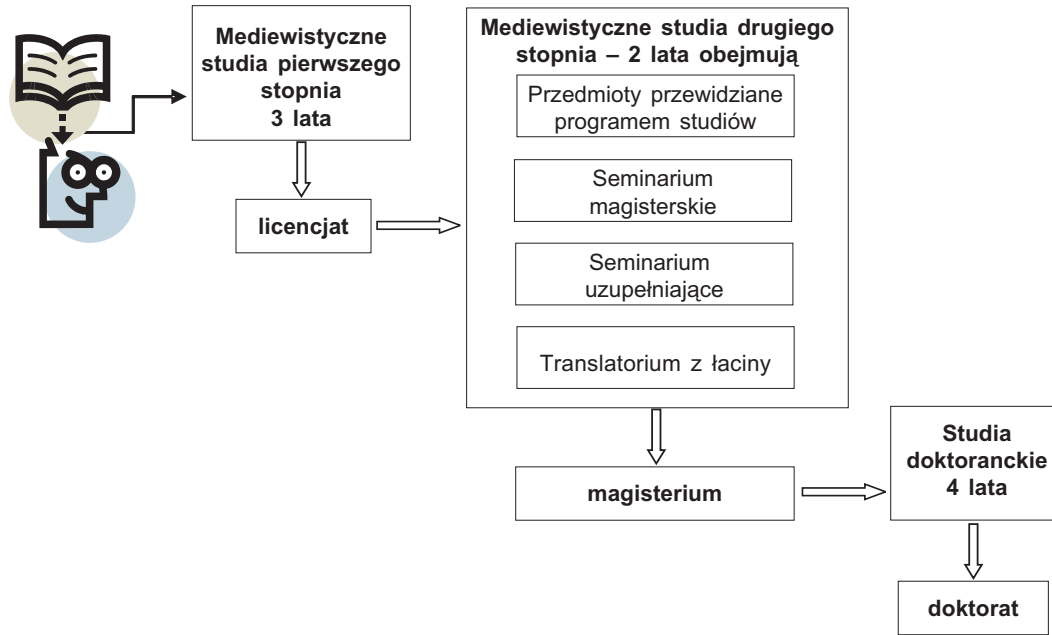 Mediewistyczne
studia pierwszego
stopnia
3 lata
licencjat
Mediewistyczne studia drugiego
stopnia – 2 lata obejmują
Przedmioty przewidziane
programem studiów
Seminarium
magisterskie
Seminarium
uzupełniające
Translatorium z łaciny
magisterium
Studia
doktoranckie
4 lata
doktorat